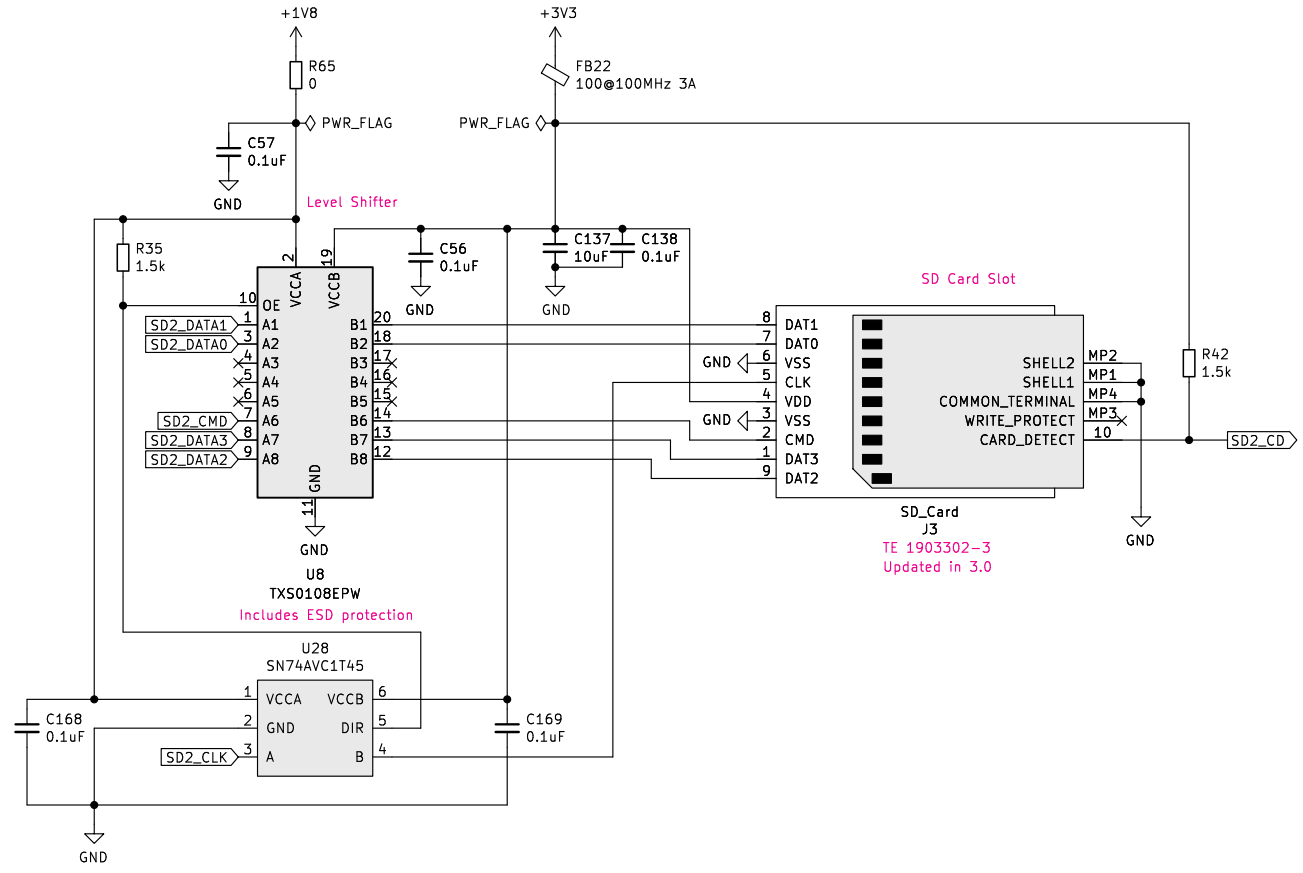 +1V8
+3V3
R65
0
FB22
100@100MHz 3A
PWR_FLAG
PWR_FLAG
C57
0.1uF
GND
Level Shifter
R35
1.5k
2
VCCA
19
VCCB
C56
0.1uF
GND
C137
10uF
C138
0.1uF
GND
SD Card Slot
10
OE
SD2_DATA1
1
A1
B1
20
8
DAT1
SD2_DATA0
3
A2
B2
18
7
DAT0
4
A3
B3
17
GND
6
VSS
SHELL2
MP2
R42
1.5k
5
A4
B4
16
5
CLK
SHELL1
MP1
6
A5
B5
15
4
VDD
COMMON_TERMINAL
MP4
SD2_CMD
7
A6
B6
14
GND
3
VSS
WRITE_PROTECT
MP3
SD2_DATA3
8
A7
B7
13
2
CMD
CARD_DETECT
10
SD2_CD
SD2_DATA2
9
A8
B8
12
1
DAT3
9
DAT2
GND
11
GND
SD_Card
J3
TE 1903302-3
Updated in 3.0
GND
U8
TXS0108EPW
Includes ESD protection
U28
SN74AVC1T45
1
VCCA
VCCB
6
C168
0.1uF
2
GND
DIR
5
C169
0.1uF
SD2_CLK
3
A
B
4
GND